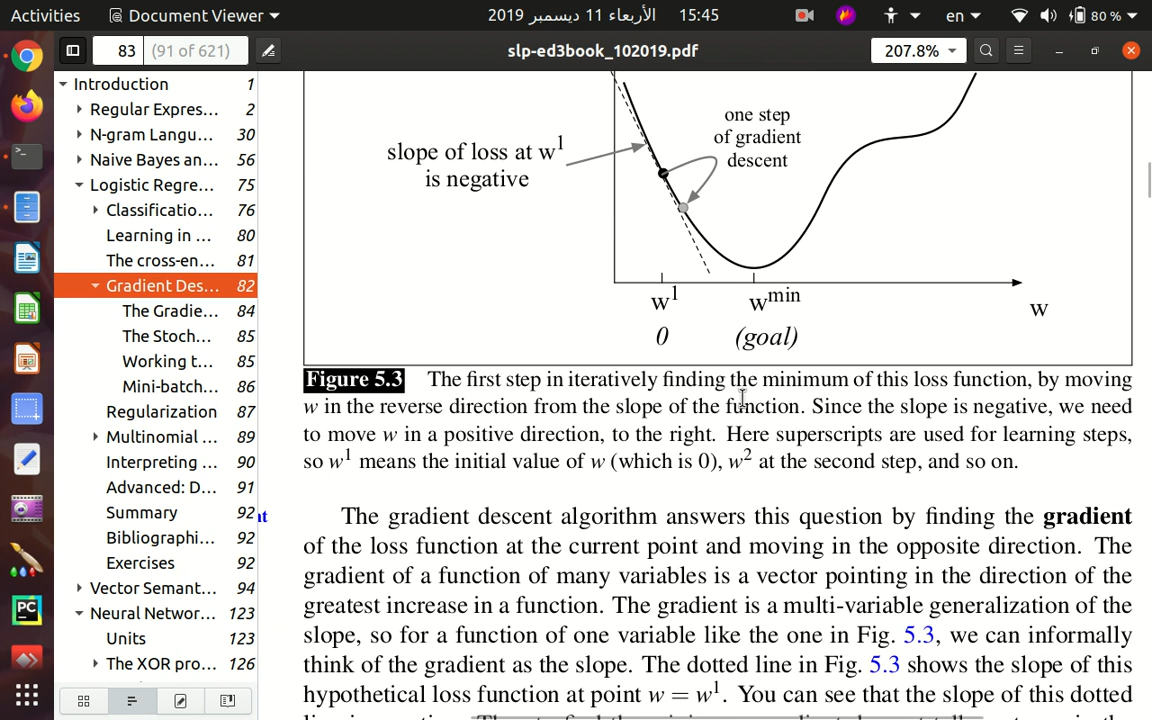 Activities
Document Viewer
15:45 الأربعاء 11 ديسمبر 2019
en
80 %
83
(91 of 621)
slp-ed3book_102019.pdf
207.8%
Introduction 1
Regular Expres... 2
N-gram Langu... 30
Naive Bayes an... 56
Logistic Regre... 75
Classificatio... 76
Learning in ... 80
The cross-en... 81
Gradient Des... 82
The Gradie... 84
The Stoch... 85
Working t... 85
Mini-batch... 86
Regularization 87
Multinomial ... 89
Interpreting ... 90
Advanced: D... 91
Summary 92
Bibliographi... 92
Exercises 92
Vector Semant... 94
Neural Networ... 123
Units 123
The XOR pro... 126
slope of loss at w¹
is negative
one step
of gradient
descent
w¹
wᵐⁱⁿ
w
0
(goal)
Figure 5.3 The first step in iteratively finding the minimum of this loss function, by moving
w in the reverse direction from the slope of the function. Since the slope is negative, we need
to move w in a positive direction, to the right. Here superscripts are used for learning steps,
so w¹ means the initial value of w (which is 0), w² at the second step, and so on.
The gradient descent algorithm answers this question by finding the gradient
of the loss function at the current point and moving in the opposite direction. The
gradient of a function of many variables is a vector pointing in the direction of the
greatest increase in a function. The gradient is a multi-variable generalization of the
slope, so for a function of one variable like the one in Fig. 5.3, we can informally
think of the gradient as the slope. The dotted line in Fig. 5.3 shows the slope of this
hypothetical loss function at point w = w¹. You can see that the slope of this dotted